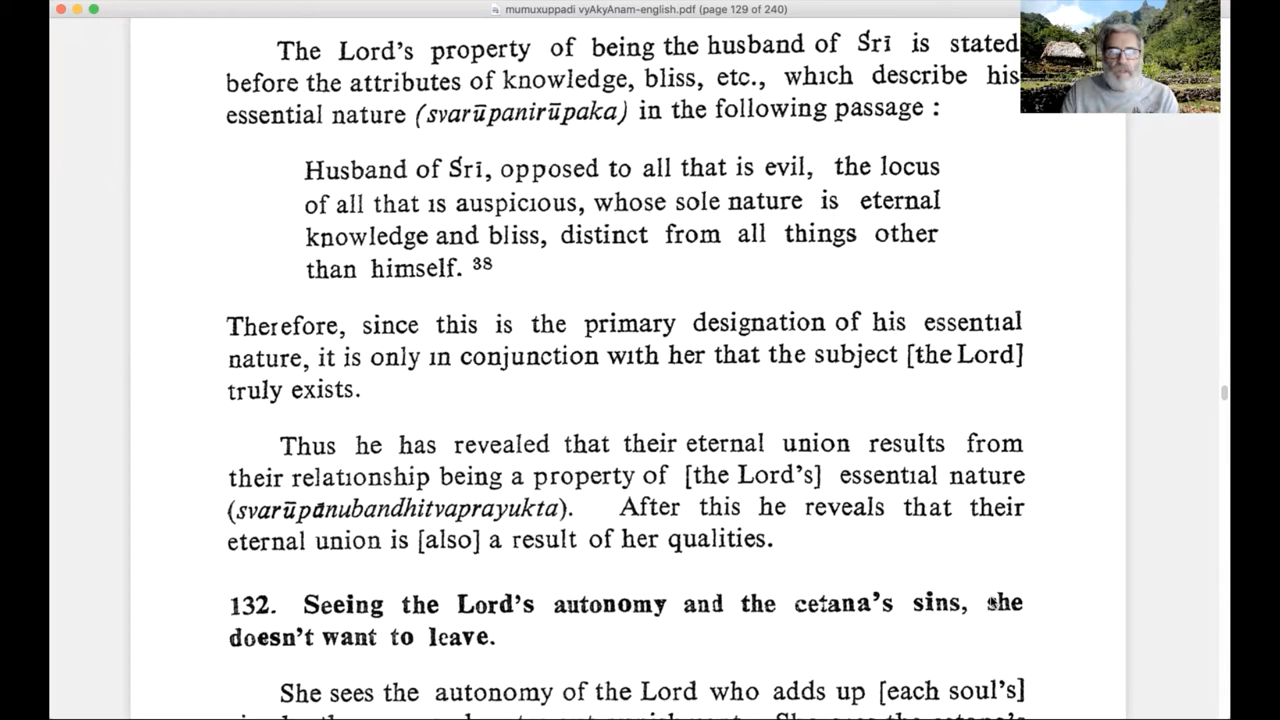 mumuxuppadi vyAkyAnam-english.pdf (page 129 of 240)
The Lord's property of being the husband of Śrī is stated
before the attributes of knowledge, bliss, etc., which describe his
essential nature (svarūpanirūpaka) in the following passage :
Husband of Śrī, opposed to all that is evil, the locus
of all that is auspicious, whose sole nature is eternal
knowledge and bliss, distinct from all things other
than himself. 38
Therefore, since this is the primary designation of his essential
nature, it is only in conjunction with her that the subject [the Lord]
truly exists.
Thus he has revealed that their eternal union results from
their relationship being a property of [the Lord's] essential nature
(svarūpānubandhitvaprayukta). After this he reveals that their
eternal union is [also] a result of her qualities.
132. Seeing the Lord's autonomy and the cetana's sins, she
doesn't want to leave.
She sees the autonomy of the Lord who adds up [each soul's]